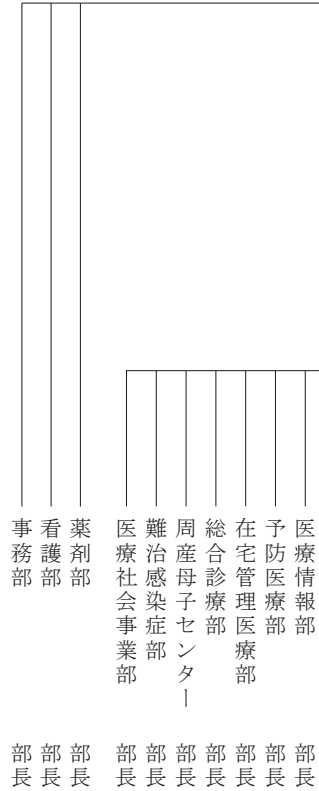 医療情報部　部長
予防医療部　部長
在宅管理医療部　部長
総合診療部　部長
周産母子センター　部長
難治感染症部　部長
医療社会事業部　部長
薬剤部　部長
看護部　部長
事務部　部長